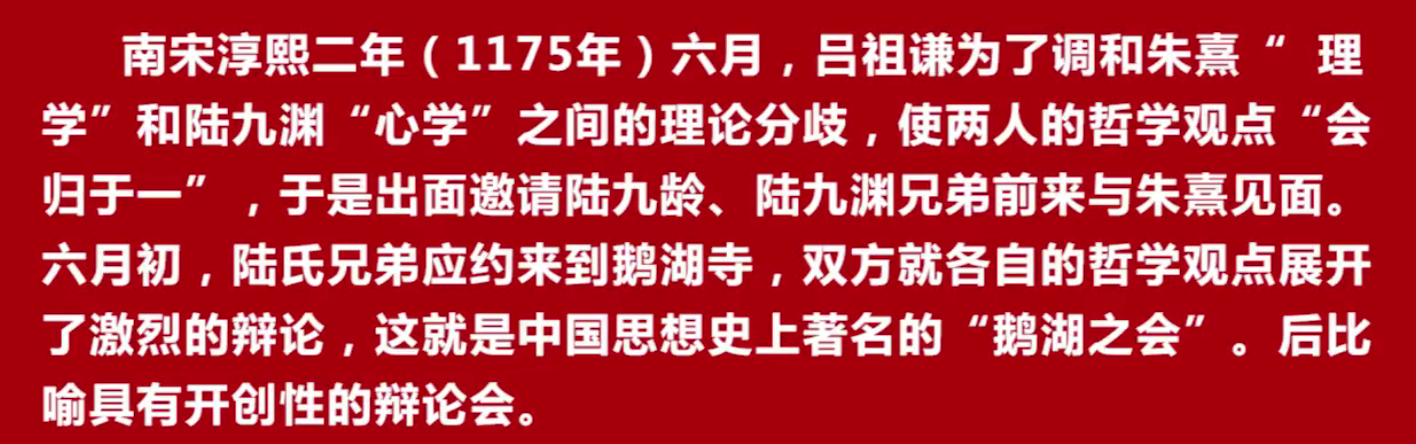 南宋淳熙二年（1175年）六月，吕祖谦为了调和朱熹“ 理
学”和陆九渊“心学”之间的理论分歧，使两人的哲学观点“会
归于一”，于是出面邀请陆九龄、陆九渊兄弟前来与朱熹见面。
六月初，陆氏兄弟应约来到鹅湖寺，双方就各自的哲学观点展开
了激烈的辩论，这就是中国思想史上著名的“鹅湖之会”。后比
喻具有开创性的辩论会。